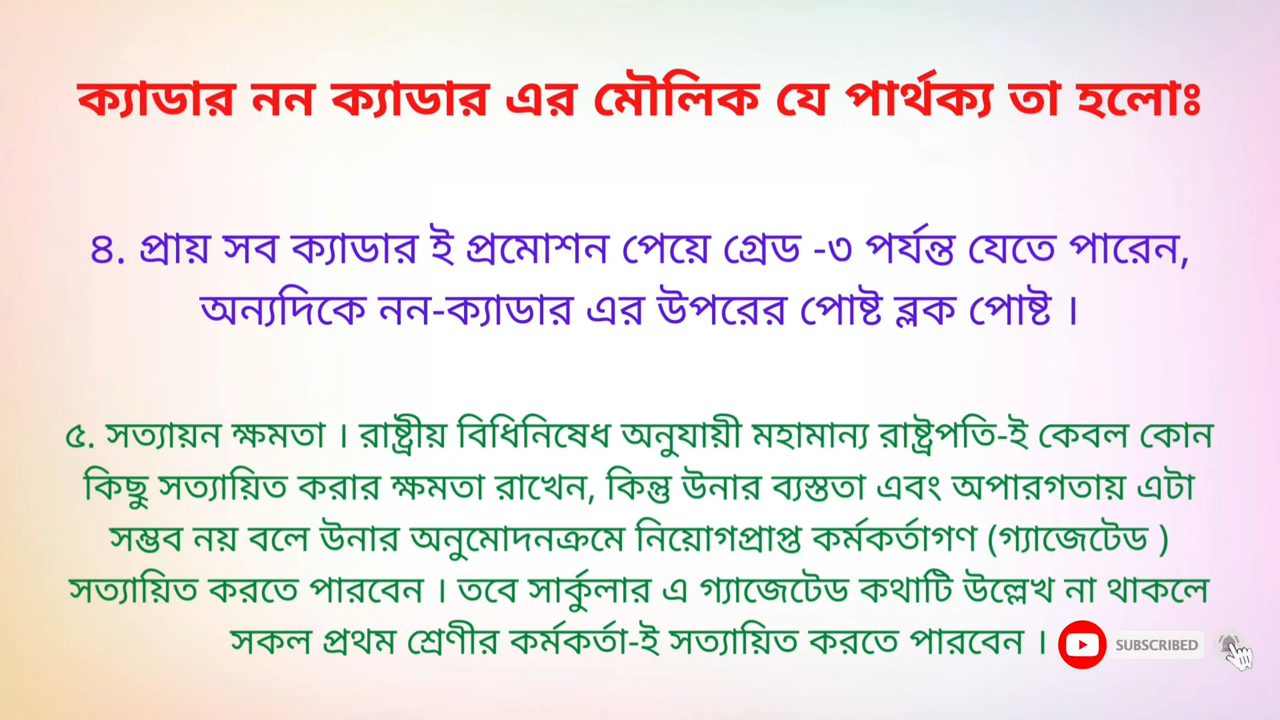 ক্যাডার নন ক্যাডার এর মৌলিক যে পার্থক্য তা হলোঃ
৪. প্রায় সব ক্যাডার ই প্রমোশন পেয়ে গ্রেড -৩ পর্যন্ত যেতে পারেন,
অন্যদিকে নন-ক্যাডার এর উপরের পোষ্ট ব্লক পোষ্ট ।
৫. সত্যায়ন ক্ষমতা । রাষ্ট্রীয় বিধিনিষেধ অনুযায়ী মহামান্য রাষ্ট্রপতি-ই কেবল কোন
কিছু সত্যায়িত করার ক্ষমতা রাখেন, কিন্তু উনার ব্যস্ততা এবং অপারগতায় এটা
সম্ভব নয় বলে উনার অনুমোদনক্রমে নিয়োগপ্রাপ্ত কর্মকর্তাগণ (গ্যাজেটেড )
সত্যায়িত করতে পারবেন । তবে সার্কুলার এ গ্যাজেটেড কথাটি উল্লেখ না থাকলে
সকল প্রথম শ্রেণীর কর্মকর্তা-ই সত্যায়িত করতে পারবেন ।
SUBSCRIBED